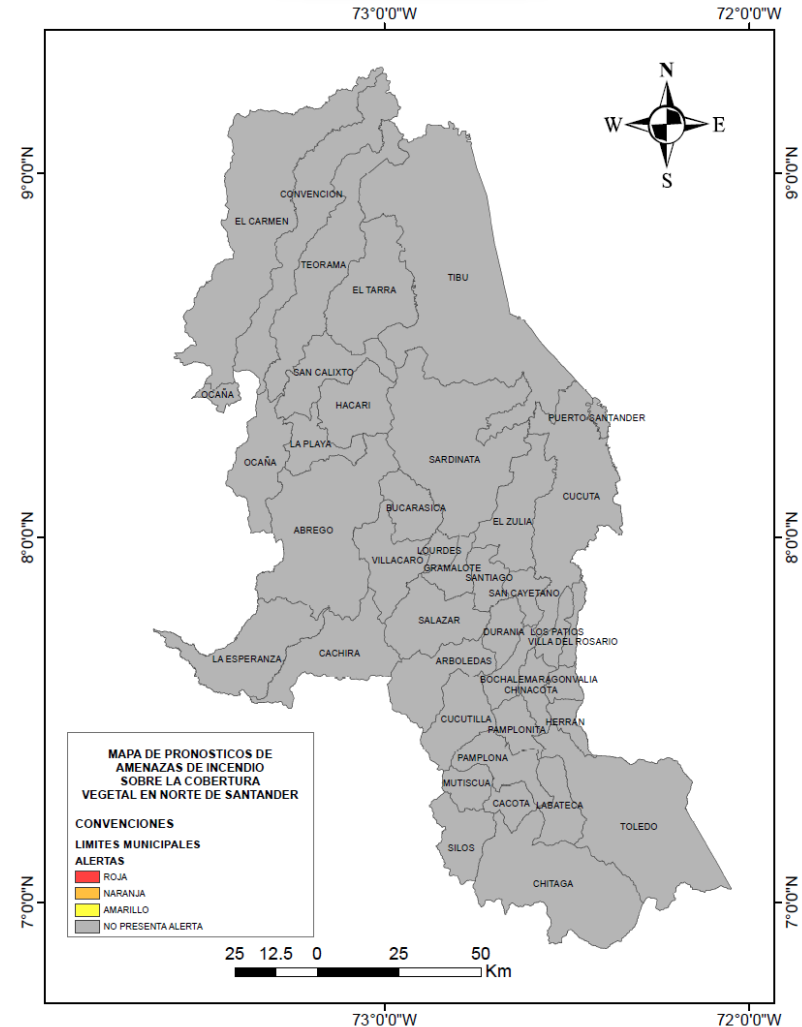 73°0'0"W 72°0'0"W
N
W E
S
9°0'0"N 9°0'0"N
CONVENCION
EL CARMEN
TEORAMA
TIBU
EL TARRA
SAN CALIXTO
OCAÑA
HACARI
PUERTO SANTANDER
LA PLAYA
OCAÑA
SARDINATA
CUCUTA
BUCARASICA
EL ZULIA
ABREGO
8°0'0"N 8°0'0"N
LOURDES
VILLACARO
GRAMALOTE
SANTIAGO
SAN CAYETANO
SALAZAR
DURANIA LOS PATIOS
VILLA DEL ROSARIO
CACHIRA
LA ESPERANZA
ARBOLEDAS
BOCHALEMA RAGONVALIA
CHINACOTA
CUCUTILLA
HERRAN
PAMPLONITA
PAMPLONA
MUTISCUA
CACOTA
LABATECA
TOLEDO
SILOS
CHITAGA
7°0'0"N 7°0'0"N
MAPA DE PRONOSTICOS DE
AMENAZAS DE INCENDIO
SOBRE LA COBERTURA
VEGETAL EN NORTE DE SANTANDER
CONVENCIONES
LIMITES MUNICIPALES
ALERTAS
ROJA
NARANJA
AMARILLO
NO PRESENTA ALERTA
25 12.5 0 25 50
Km
73°0'0"W 72°0'0"W